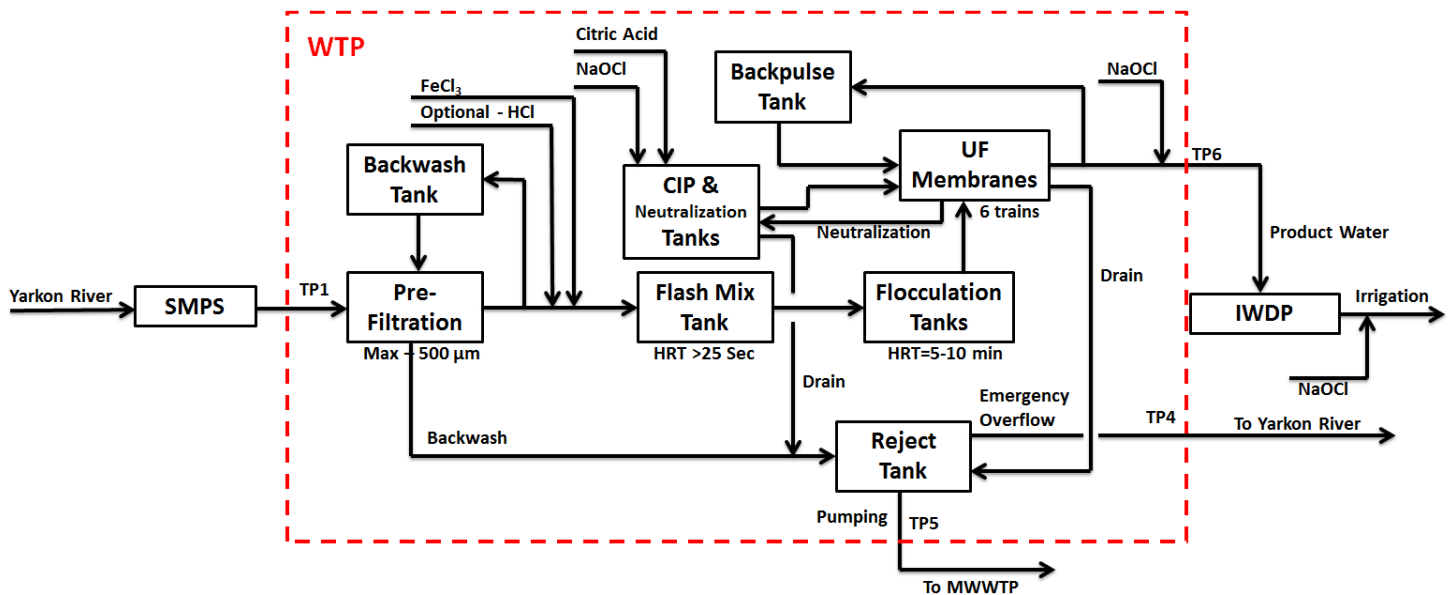 WTP
Citric Acid
NaOCl
FeCl₃
Optional - HCl
Backpulse
Tank
NaOCl
Backwash
Tank
CIP &
Neutralization
Tanks
UF
Membranes
6 trains
TP6
Neutralization
Product Water
Yarkon River
SMPS
TP1
Pre-
Filtration
Max – 500 µm
Flash Mix
Tank
HRT >25 Sec
Flocculation
Tanks
HRT=5-10 min
Drain
IWDP
Irrigation
NaOCl
Drain
Backwash
Reject
Tank
Emergency
Overflow
TP4
To Yarkon River
Pumping
TP5
To MWWTP